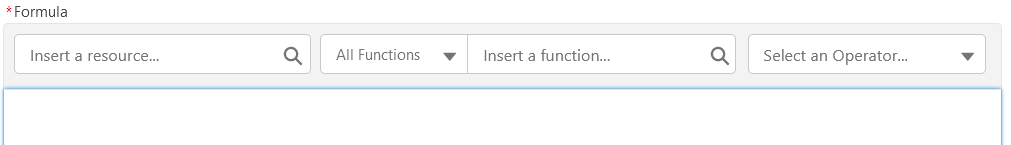 *Formula
Insert a resource... All Functions Insert a function... Select an Operator...